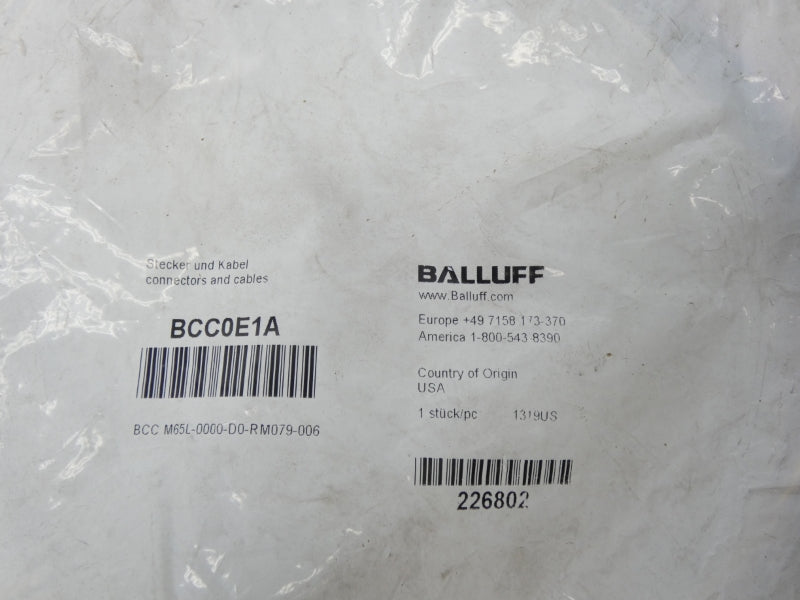 Stecker und Kabel
connectors and cables
BCC0E1A
BCC M65L-0000-D0-RM079-006
BALLUFF
www.Balluff.com
Europe +49 7158 173-370
America 1-800-543-8390
Country of Origin
USA
1 stück/pc 1319US
226802